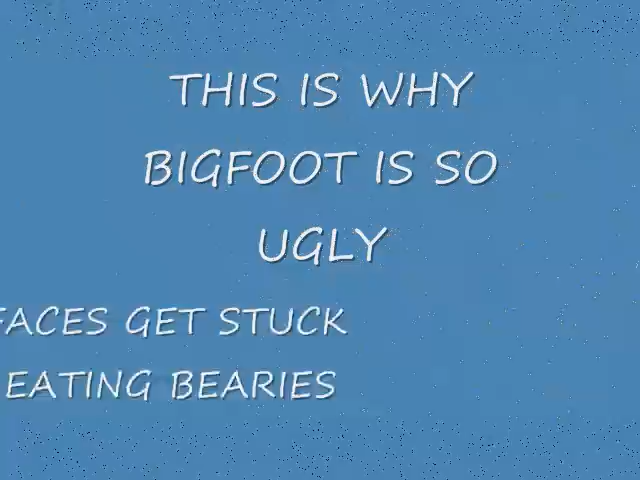 THIS IS WHY
BIGFOOT IS SO
UGLY
FACES GET STUCK
EATING BEARIES